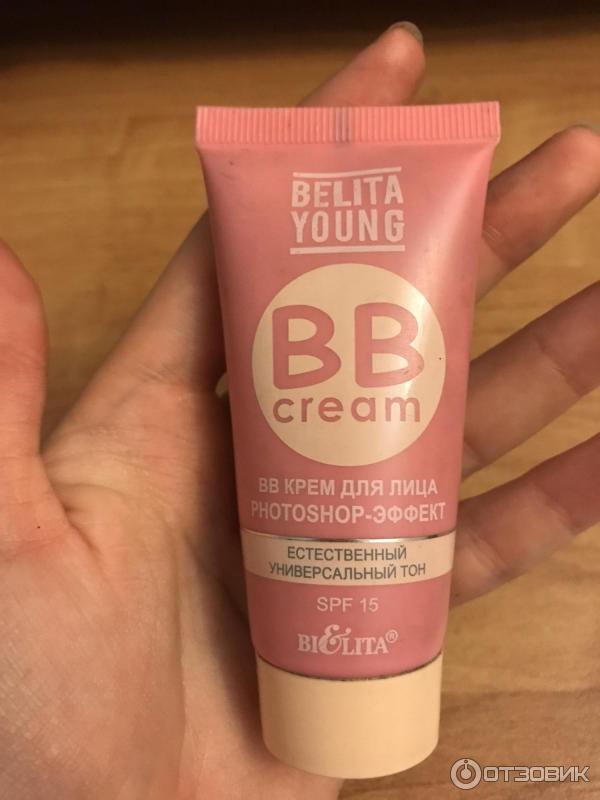 BELITA
YOUNG
BB
cream
BB КРЕМ ДЛЯ ЛИЦА
PHOTOSHOP-ЭФФЕКТ
ЕСТЕСТВЕННЫЙ
УНИВЕРСАЛЬНЫЙ ТОН
SPF 15
BIELITA®
ОТЗОВИК